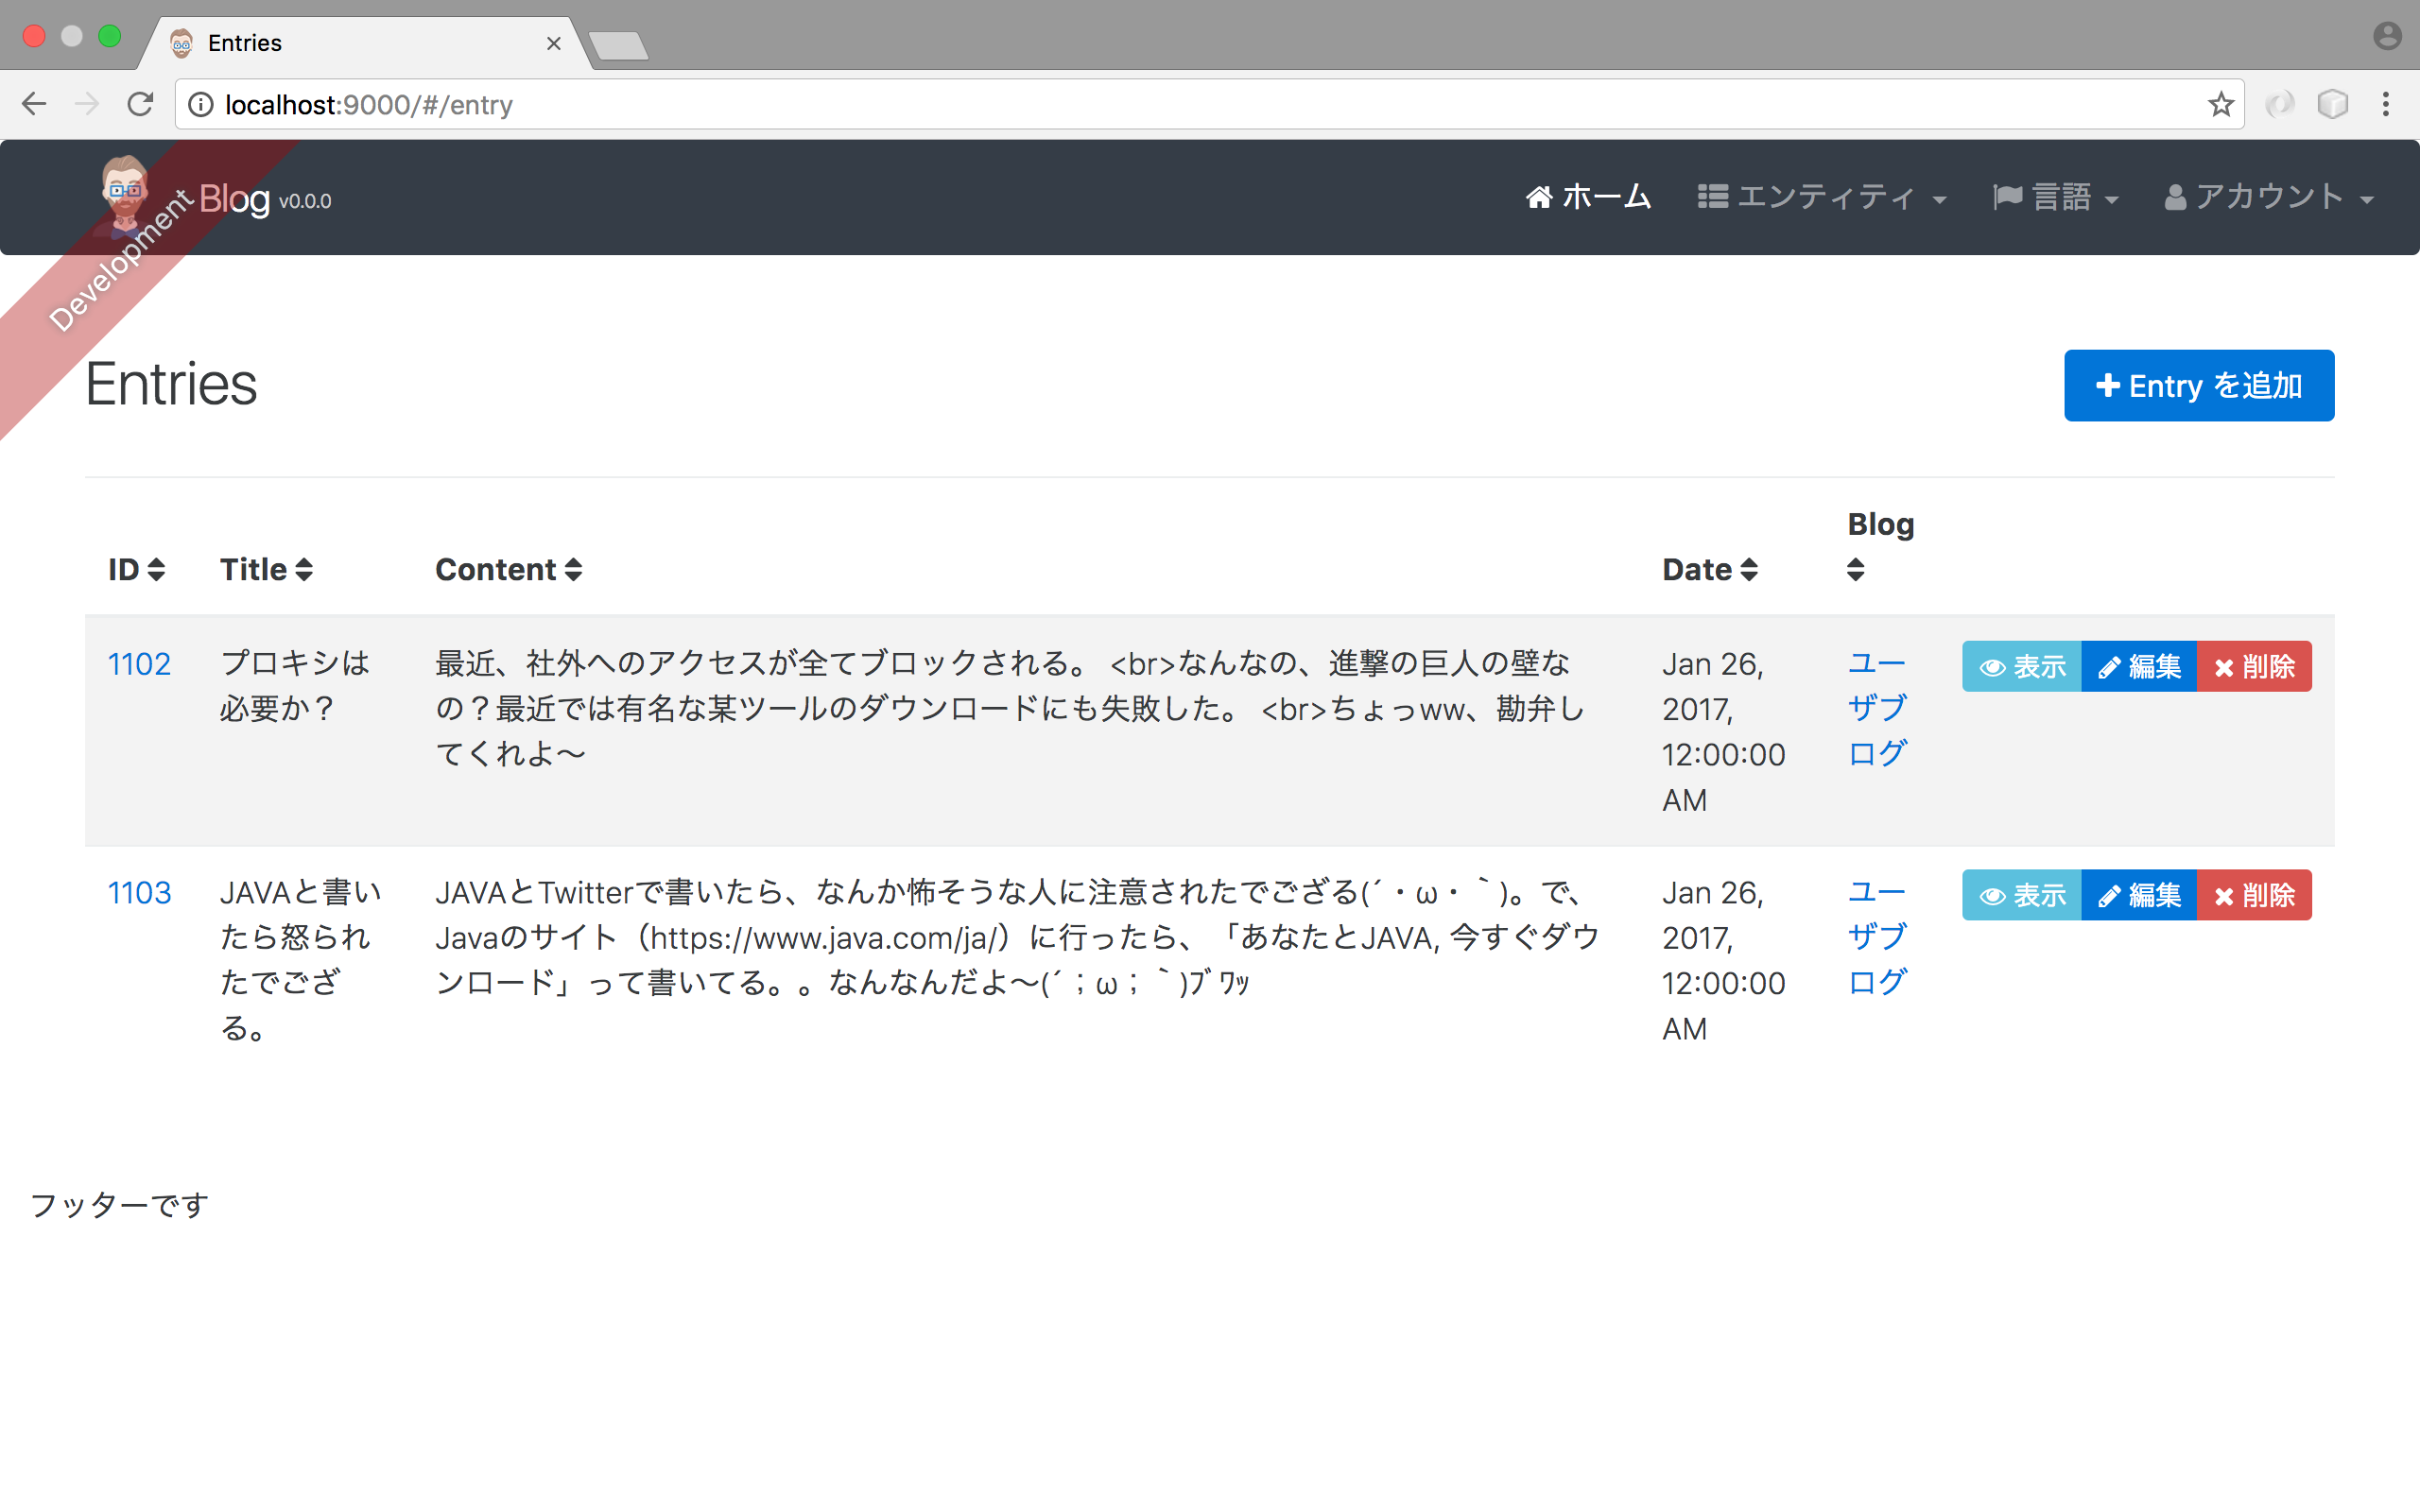 Entries
localhost:9000/#/entry
Development
Blog v0.0.0
ホーム
エンティティ
言語
アカウント
Entries
Entry を追加
ID
Title
Content
Date
Blog
1102
プロキシは
必要か？
最近、社外へのアクセスが全てブロックされる。 <br>なんなの、進撃の巨人の壁な
の？最近では有名な某ツールのダウンロードにも失敗した。 <br>ちょっww、勘弁し
てくれよ〜
Jan 26,
2017,
12:00:00
AM
ユー
ザブ
ログ
表示
編集
削除
1103
JAVAと書い
たら怒られ
たでござ
る。
JAVAとTwitterで書いたら、なんか怖そうな人に注意されたでござる(´・ω・｀)。で、
Javaのサイト（https://www.java.com/ja/）に行ったら、「あなたとJAVA, 今すぐダウ
ンロード」って書いてる。。なんなんだよ〜(´；ω；｀)ﾌﾞﾜｯ
Jan 26,
2017,
12:00:00
AM
ユー
ザブ
ログ
表示
編集
削除
フッターです